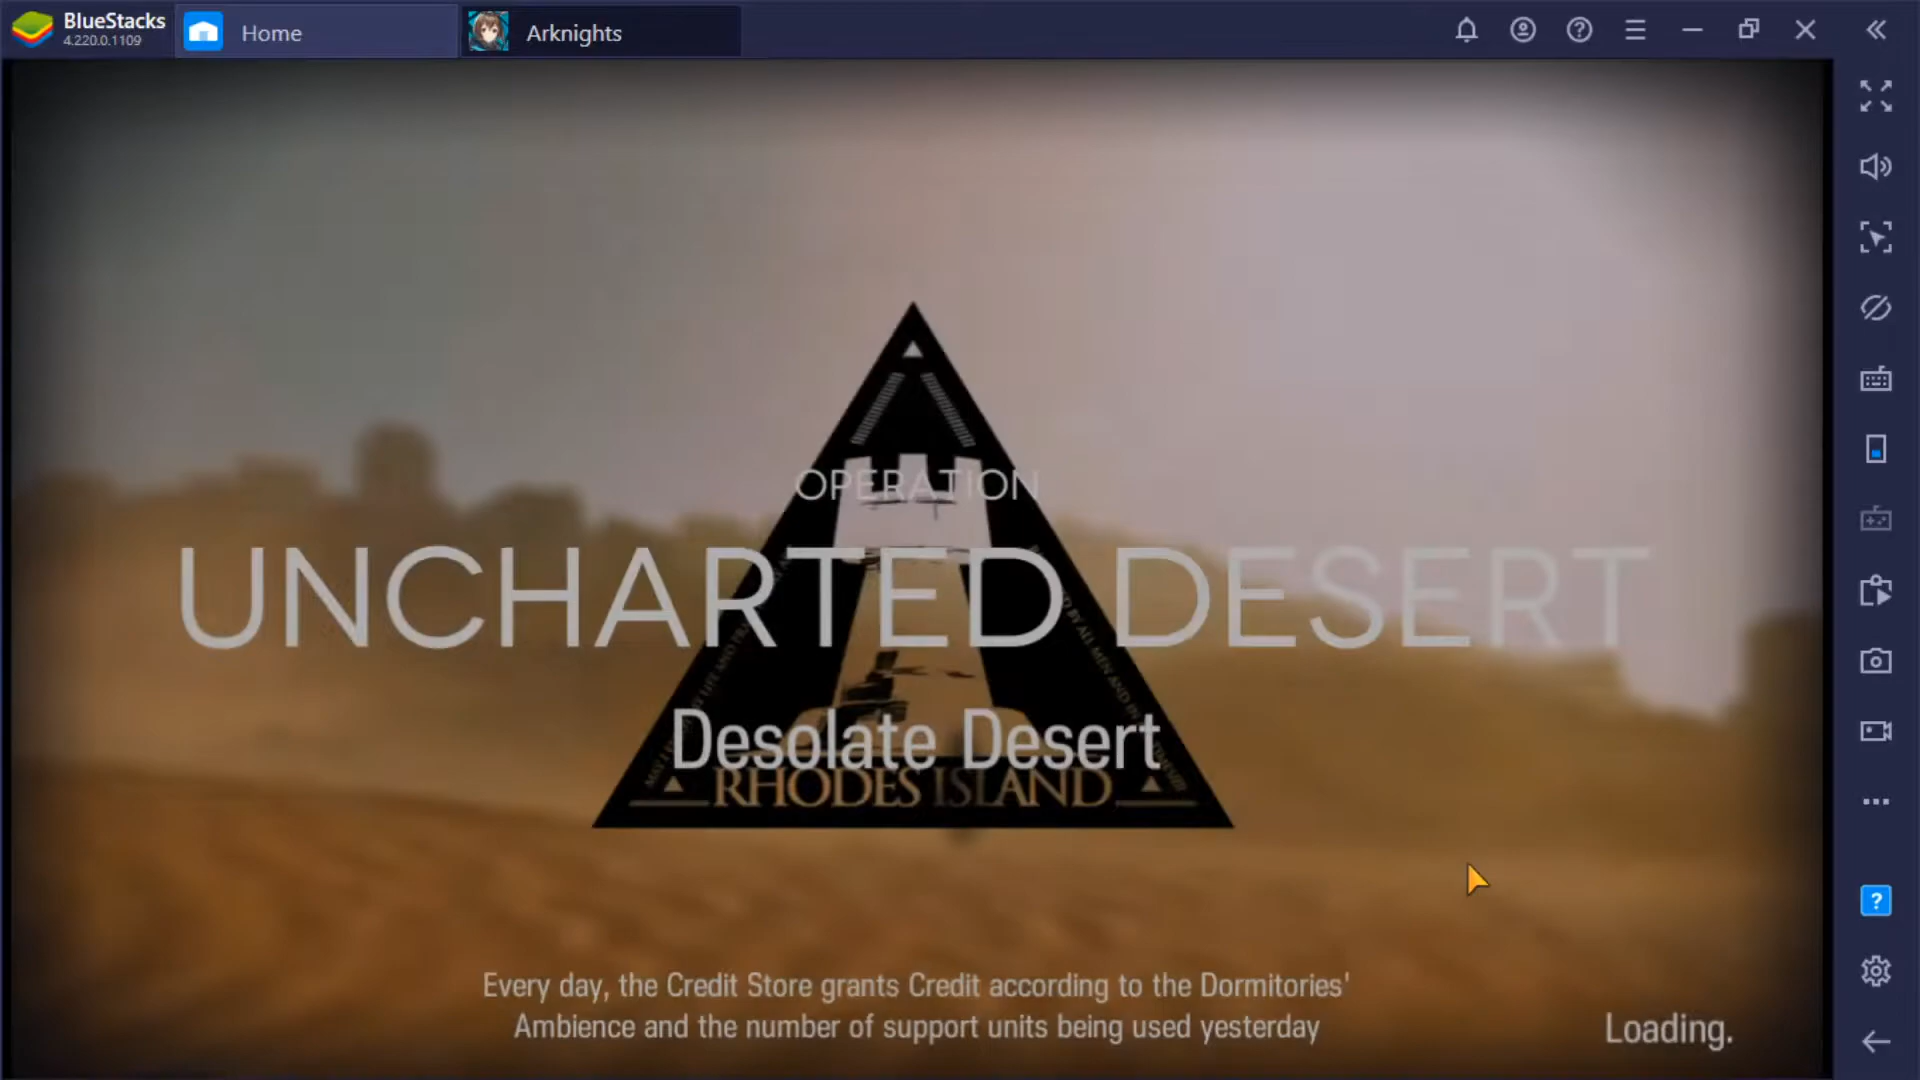 BlueStacks
4.220.0.1109
Home
Arknights
OPERATION
UNCHARTED DESERT
Desolate Desert
RHODES ISLAND
Every day, the Credit Store grants Credit according to the Dormitories'
Ambience and the number of support units being used yesterday
Loading.